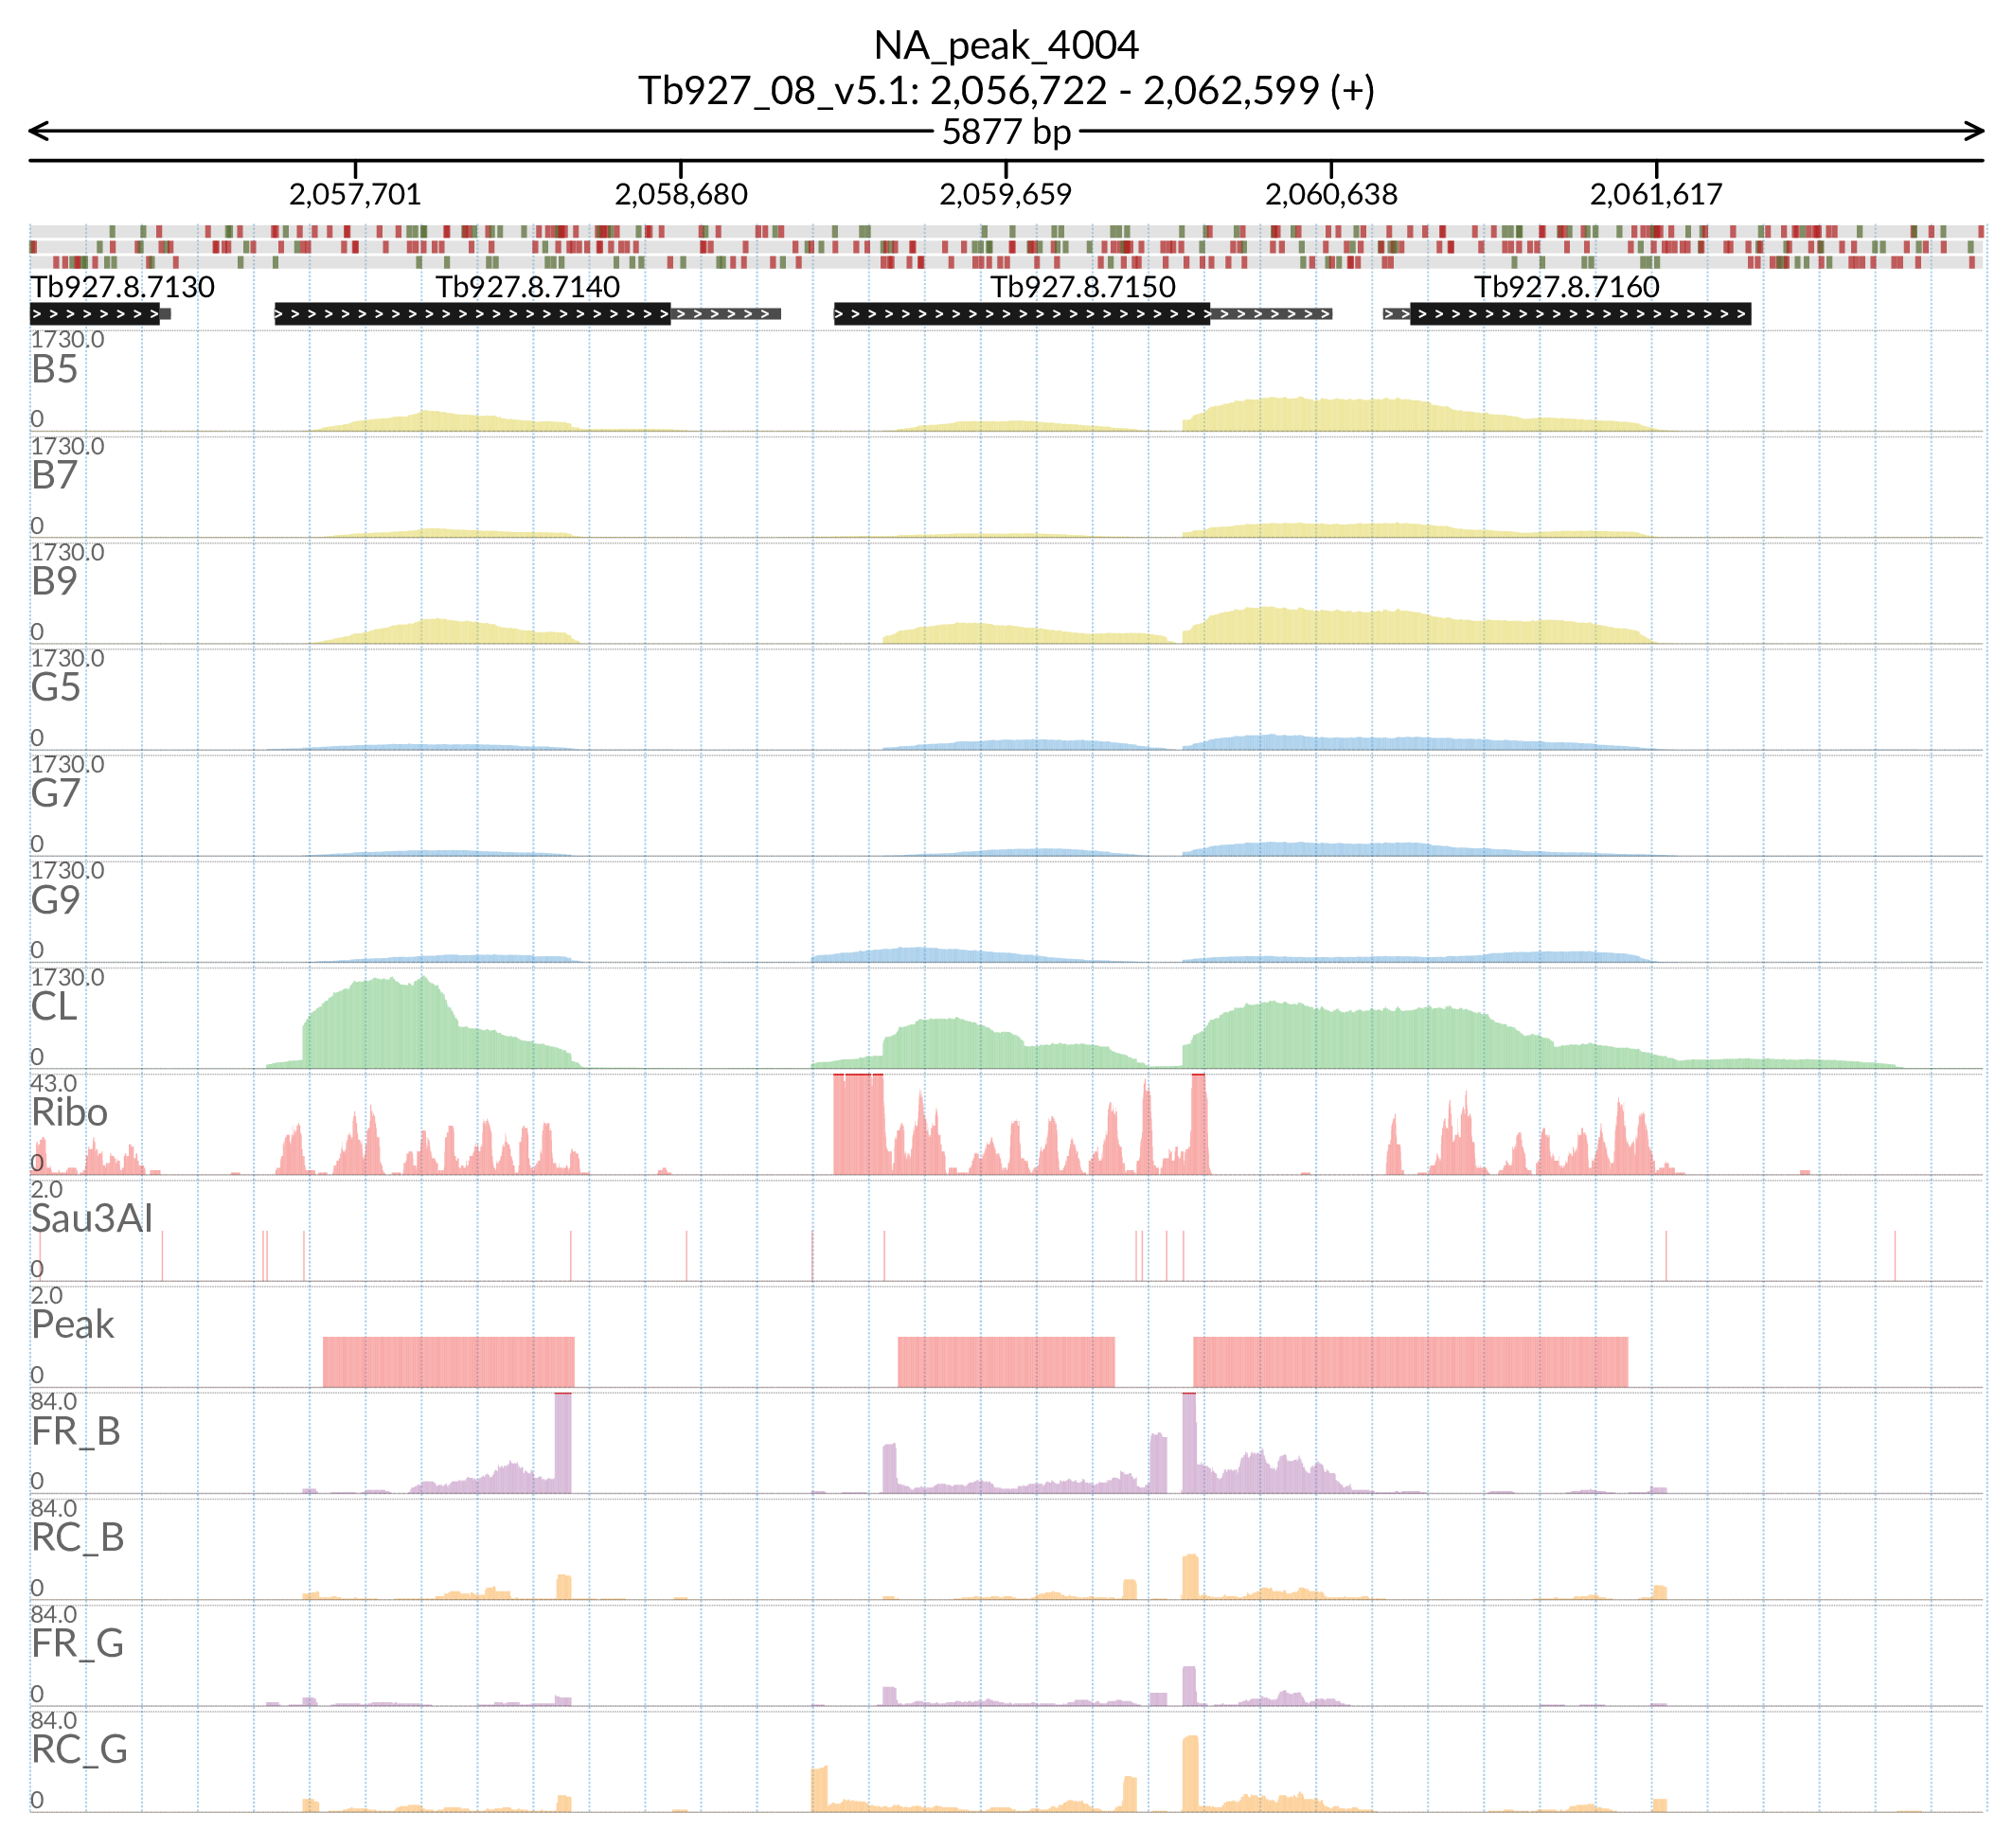 NA_peak_4004
Tb927_08_v5.1: 2,056,722 - 2,062,599 (+)
5877 bp
2,057,701 2,058,680 2,059,659 2,060,638 2,061,617
Tb927.8.7130 Tb927.8.7140 Tb927.8.7150 Tb927.8.7160
1730.0
B5
0
1730.0
B7
0
1730.0
B9
0
1730.0
G5
0
1730.0
G7
0
1730.0
G9
0
1730.0
CL
0
43.0
Ribo
0
2.0
Sau3AI
0
2.0
Peak
0
84.0
FR_B
0
84.0
RC_B
0
84.0
FR_G
0
84.0
RC_G
0